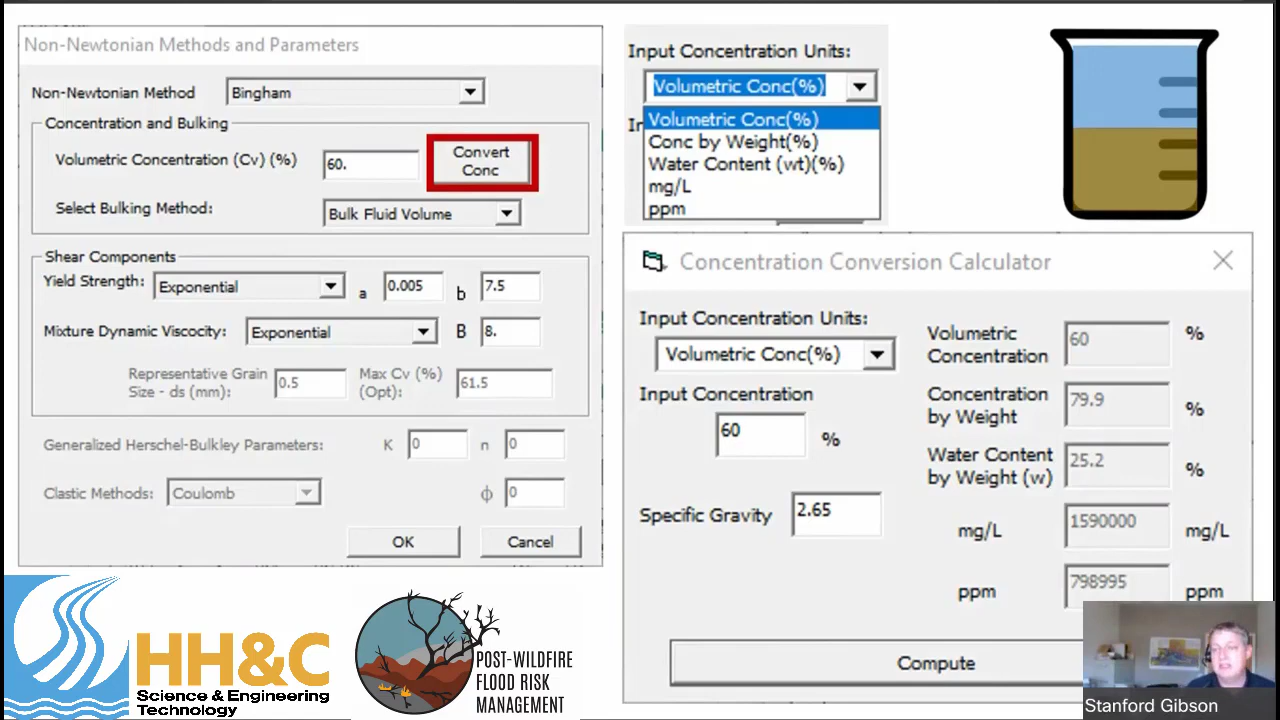 Non-Newtonian Methods and Parameters
Non-Newtonian Method Bingham
Concentration and Bulking
Volumetric Concentration (Cv) (%) 60. Convert Conc
Select Bulking Method: Bulk Fluid Volume
Shear Components
Yield Strength: Exponential a 0.005 b 7.5
Mixture Dynamic Viscocity: Exponential B 8.
Representative Grain Size - ds (mm): 0.5 Max Cv (%) (Opt): 61.5
Generalized Herschel-Bulkley Parameters: K 0 n 0
Clastic Methods: Coulomb ϕ 0
OK Cancel
Input Concentration Units:
Volumetric Conc(%)
Volumetric Conc(%)
Conc by Weight(%)
Water Content (wt)(%)
mg/L
ppm
Concentration Conversion Calculator
Input Concentration Units:
Volumetric Conc(%)
Input Concentration
60 %
Specific Gravity 2.65
Volumetric Concentration 60 %
Concentration by Weight 79.9 %
Water Content by Weight (w) 25.2 %
mg/L 1590000 mg/L
ppm 798995 ppm
Compute
HH&C
Science & Engineering
Technology
POST-WILDFIRE
FLOOD RISK
MANAGEMENT
Stanford Gibson